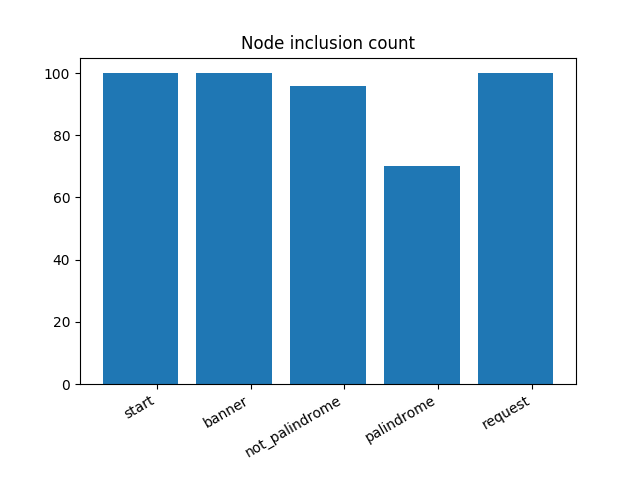 Node inclusion count
100
80
60
40
20
0
start
banner
not_palindrome
palindrome
request